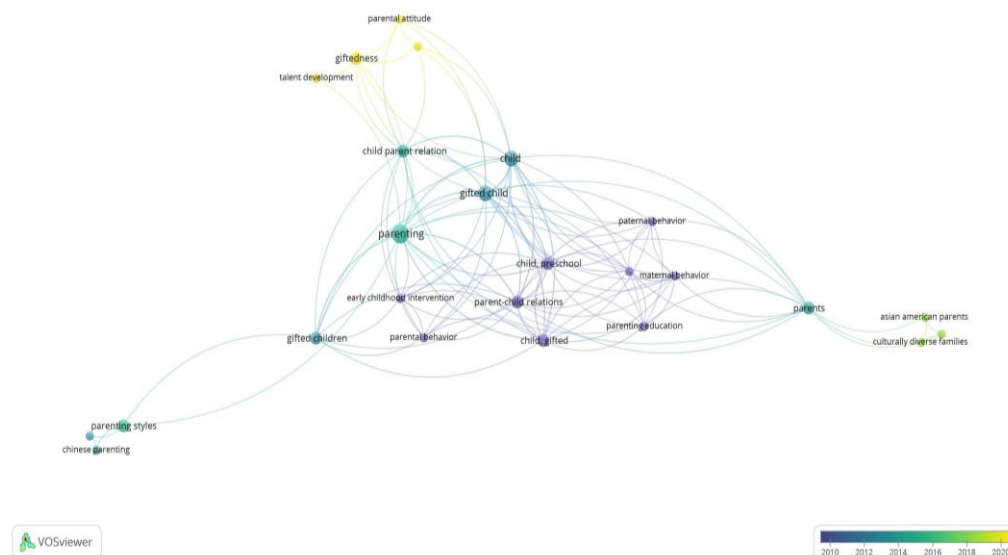 parental attitude
giftedness
talent development
child parent relation
child
gifted child
parenting
paternal behavior
child, preschool
maternal behavior
early childhood intervention
parent-child relations
parents
asian american parents
parenting education
gifted children
parental behavior
child, gifted
culturally diverse families
parenting styles
chinese parenting
VOSviewer
2010 2012 2014 2016 2018 2020